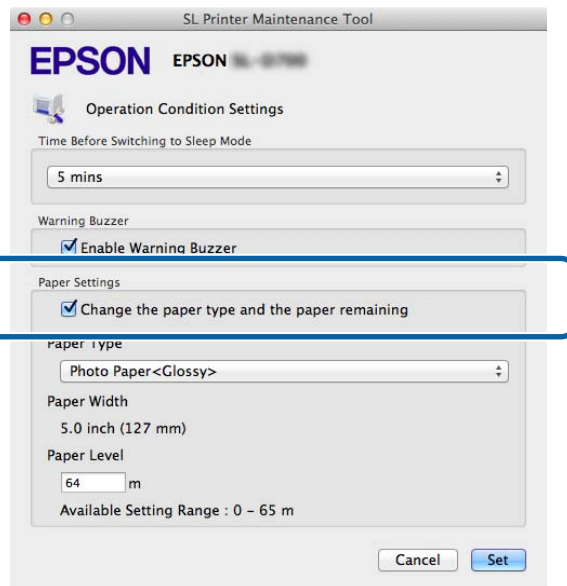 SL Printer Maintenance Tool
EPSON EPSON
Operation Condition Settings
Time Before Switching to Sleep Mode
5 mins
Warning Buzzer
Enable Warning Buzzer
Paper Settings
Change the paper type and the paper remaining
Paper Type
Photo Paper<Glossy>
Paper Width
5.0 inch (127 mm)
Paper Level
64 m
Available Setting Range : 0 – 65 m
Cancel Set